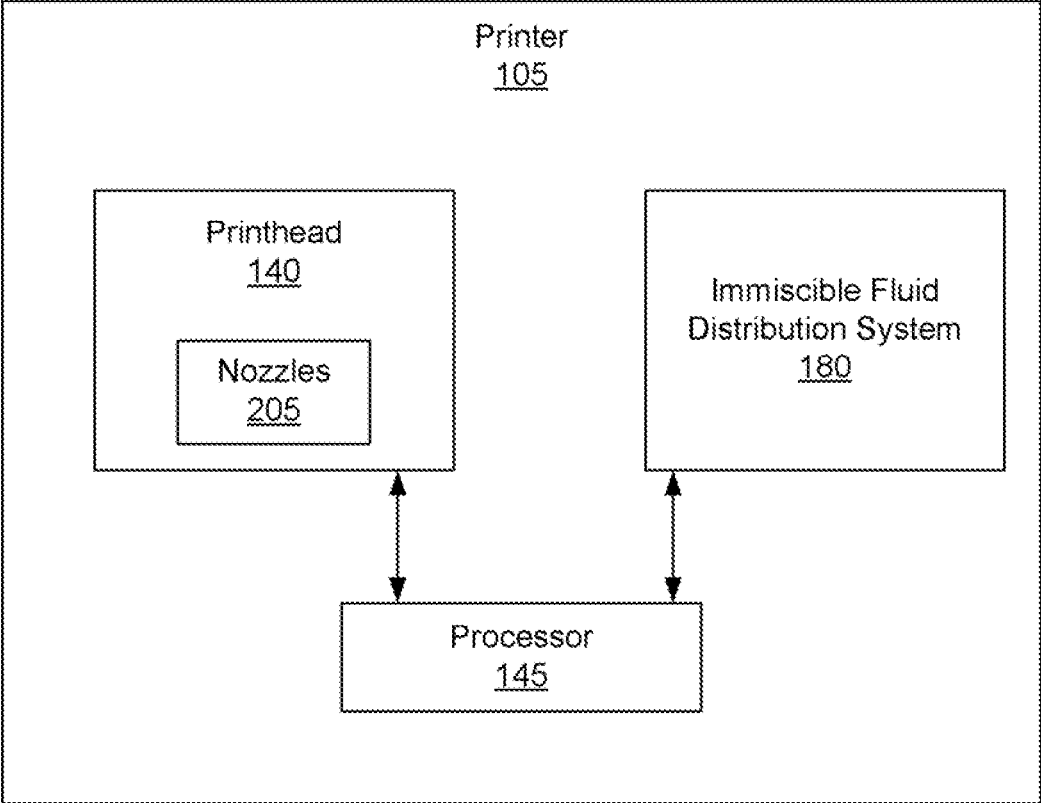 Printer
105
Printhead
140
Nozzles
205
Immiscible Fluid
Distribution System
180
Processor
145